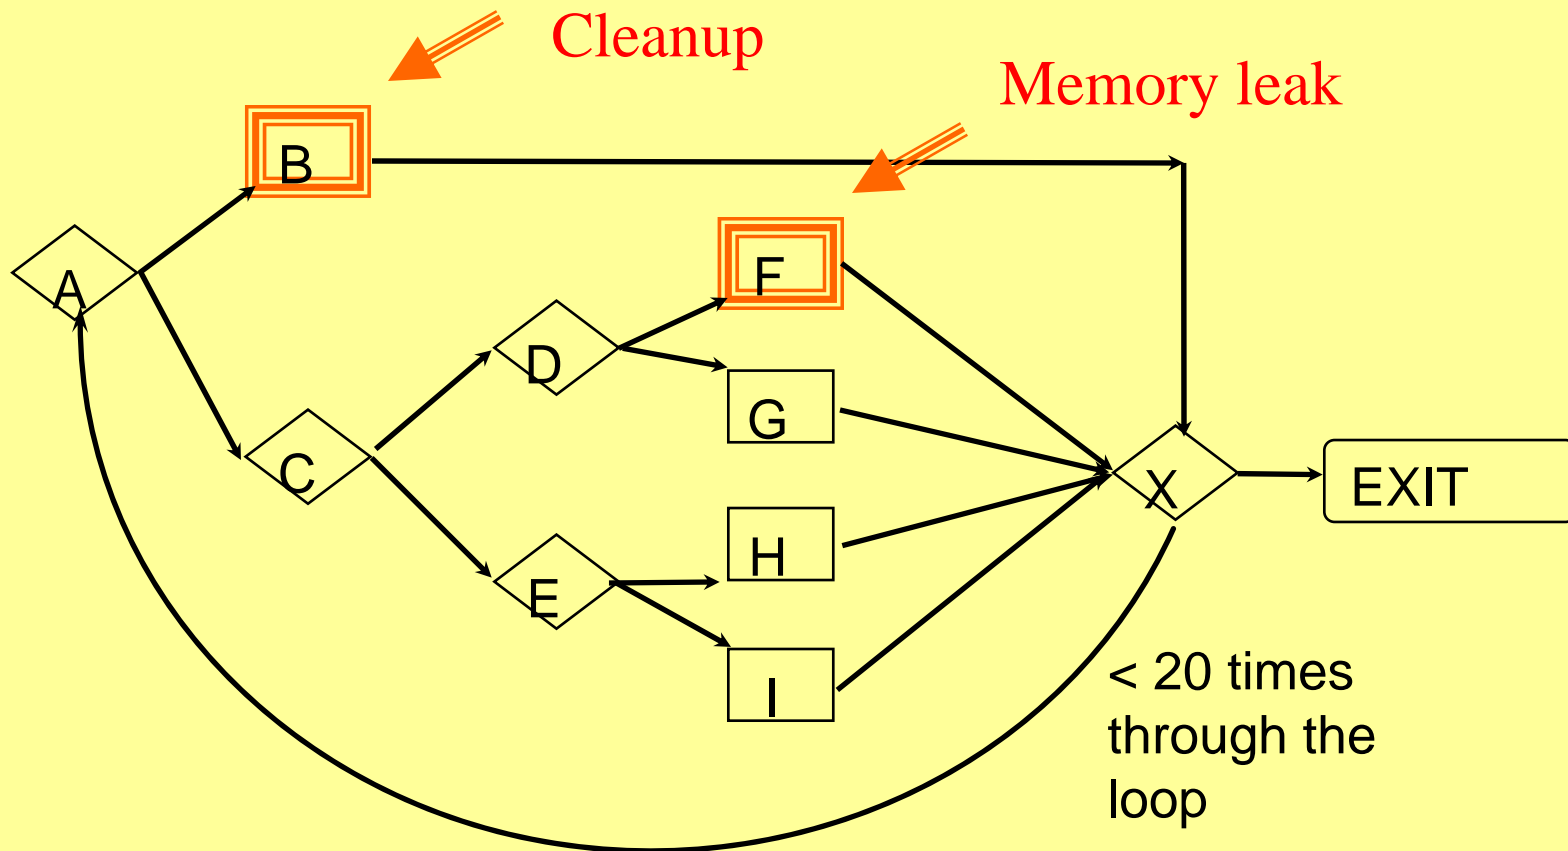 Cleanup
Memory leak
B
A
F
D
G
C
X
EXIT
H
E
I
< 20 times
through the
loop